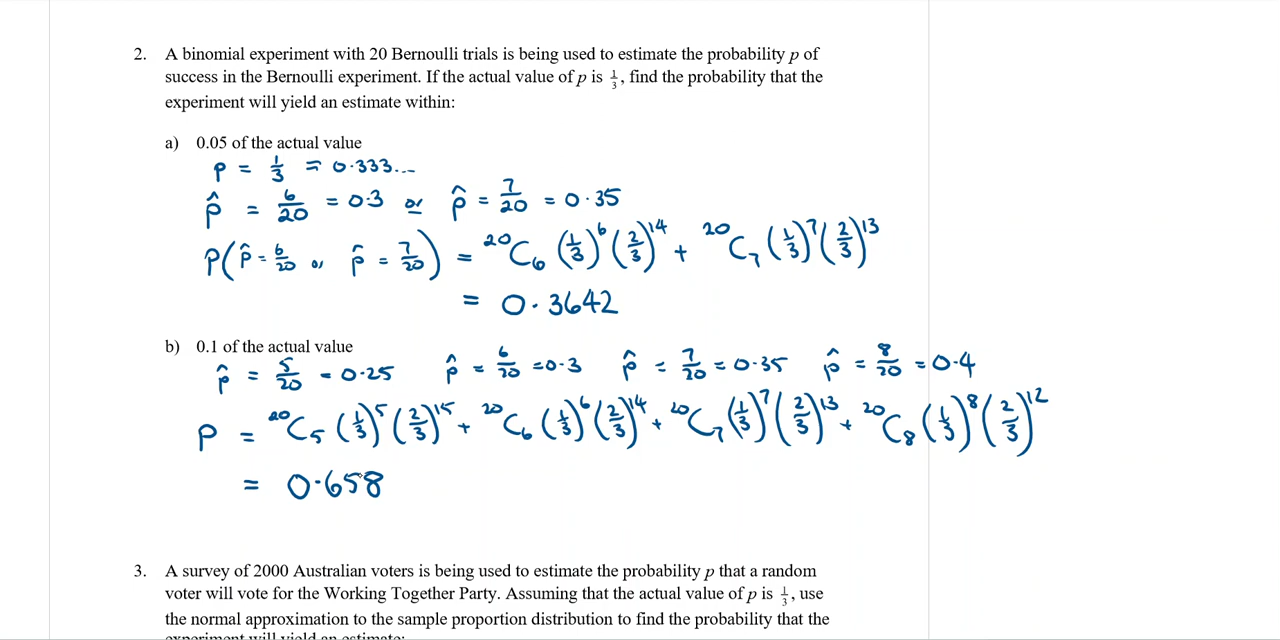 2. A binomial experiment with 20 Bernoulli trials is being used to estimate the probability p of
success in the Bernoulli experiment. If the actual value of p is 1/3, find the probability that the
experiment will yield an estimate within:
a) 0.05 of the actual value
p = 1/3 = 0.333...
p̂ = 6/20 = 0.3 or p̂ = 7/20 = 0.35
P(p̂ = 6/20 or p̂ = 7/20) = ²⁰C₆ (1/3)⁶ (2/3)¹⁴ + ²⁰C₇ (1/3)⁷ (2/3)¹³
= 0.3642
b) 0.1 of the actual value
p̂ = 5/20 = 0.25 p̂ = 6/20 = 0.3 p̂ = 7/20 = 0.35 p̂ = 8/20 = 0.4
P = ²⁰C₅ (1/3)⁵ (2/3)¹⁵ + ²⁰C₆ (1/3)⁶ (2/3)¹⁴ + ²⁰C₇ (1/3)⁷ (2/3)¹³ + ²⁰C₈ (1/3)⁸ (2/3)¹²
= 0.658
3. A survey of 2000 Australian voters is being used to estimate the probability p that a random
voter will vote for the Working Together Party. Assuming that the actual value of p is 1/3, use
the normal approximation to the sample proportion distribution to find the probability that the
experiment will yield an estimate: